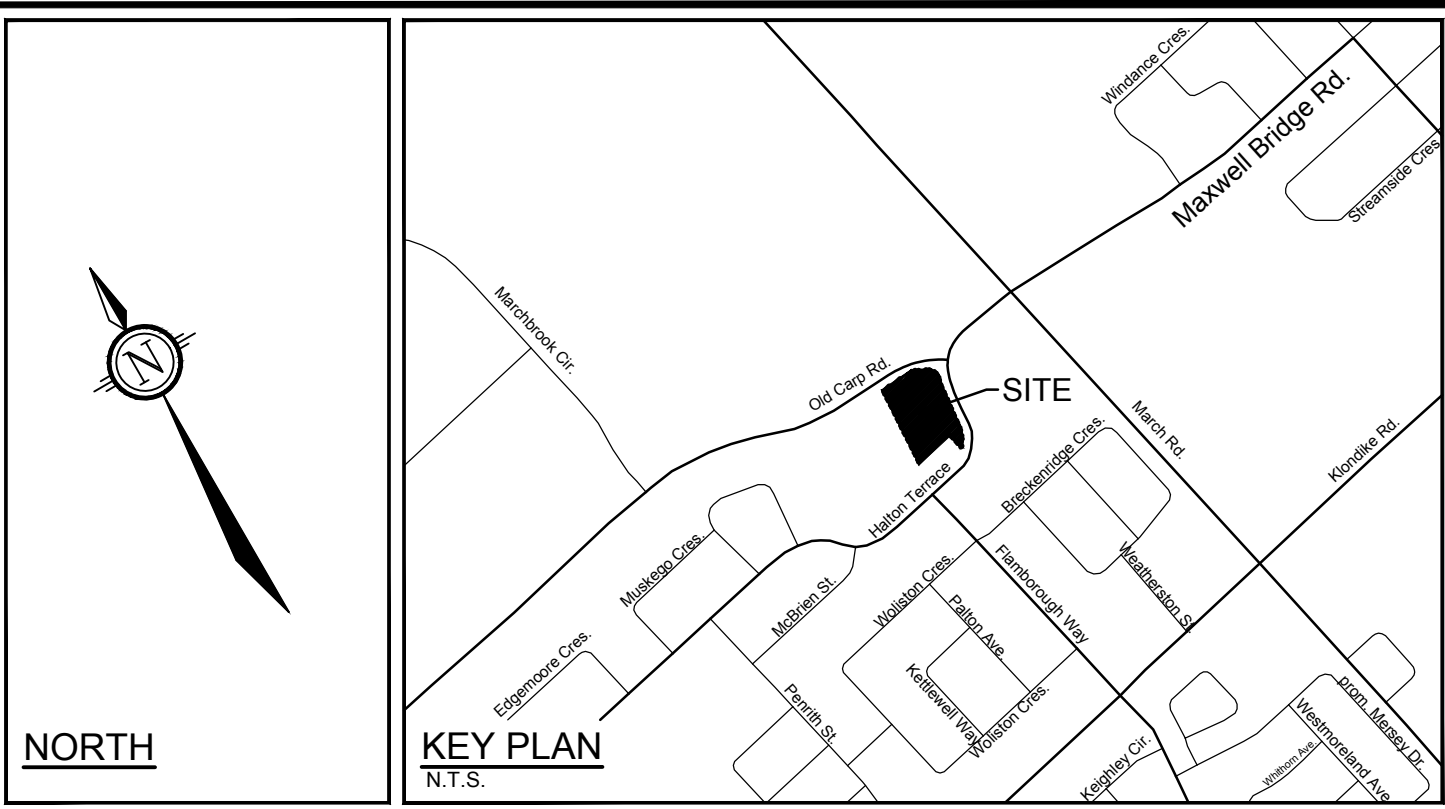 N
NORTH
Windance Cres.
Maxwell Bridge Rd.
Streamside Cres.
Marchbrook Cir.
Old Carp Rd.
SITE
March Rd.
Breckenridge Cres.
Klondike Rd.
Halton Terrace
Muskego Cres.
McBrien St.
Woliston Cres.
Flamborough Way
Weatherston St.
Palton Ave.
Edgemoore Cres.
Kettlewell Way
Woliston Cres.
Penrith St.
prom. Mersey Dr.
Westmoreland Ave
Whithorn Ave.
Keighley Cir.
KEY PLAN
N.T.S.